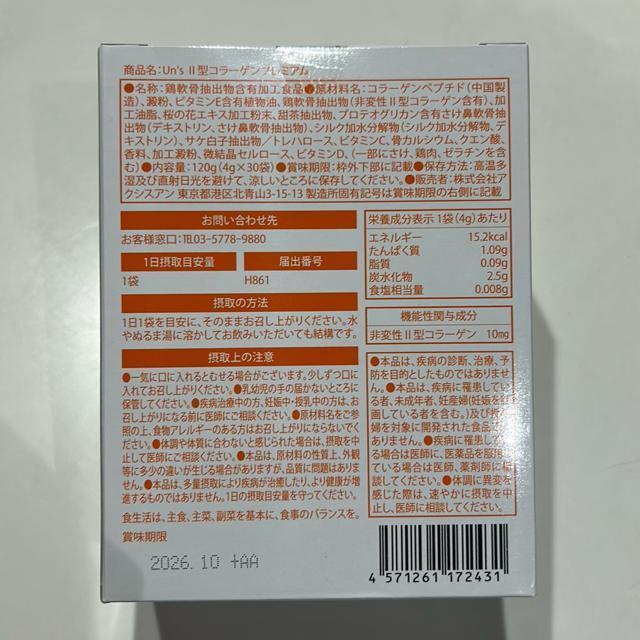 商品名:Un's Ⅱ型コラーゲンプレミアム
●名称:鶏軟骨抽出物含有加工食品●原材料名:コラーゲンペプチド(中国製
造)、澱粉、ビタミンE含有植物油、鶏軟骨抽出物(非変性Ⅱ型コラーゲン含有)、加
工油脂、桜の花エキス加工粉末、甜茶抽出物、プロテオグリカン含有さけ鼻軟骨抽出
物(デキストリン、さけ鼻軟骨抽出物)、シルク加水分解物(シルク加水分解物、デ
キストリン)、サケ白子抽出物/トレハロース、ビタミンC、骨カルシウム、クエン酸、
香料、加工澱粉、微結晶セルロース、ビタミンD、(一部にさけ、鶏肉、ゼラチンを含
む)●内容量:120g(4g×30袋)●賞味期限:枠外下部に記載●保存方法:高温多
湿及び直射日光を避けて、涼しいところに保存してください。●販売者:株式会社ア
クシスアン 東京都港区北青山3-15-13 製造所固有記号は賞味期限の右側に記載
お問い合わせ先
お客様窓口:TEL03-5778-9880
1日摂取目安量
届出番号
1袋
H861
摂取の方法
1日1袋を目安に、そのままお召し上がりください。水
やぬるま湯に溶かしてお飲みいただいても結構です。
摂取上の注意
●一気に口に入れるとむせる場合がございます。少しずつ口に
入れてお召し上がりください。●乳幼児の手の届かないところに
保管してください。●疾病治療中の方、妊娠中・授乳中の方は、お
召し上がりになる前に医師にご相談ください。●原材料名をご参
照の上、食物アレルギーのある方はお召し上がりにならないでくだ
さい。●体調や体質に合わないと感じられた場合は、摂取を中
止して医師にご相談ください。●本品は、原材料の性質上、外観
等に多少の違いが生じる場合がありますが、品質に問題はありませ
ん。●本品は、多量摂取により疾病が治癒したり、より健康が増
進するものではありません。1日の摂取目安量を守ってください。
食生活は、主食、主菜、副菜を基本に、食事のバランスを。
賞味期限
2026.10 +AA
栄養成分表示 1袋(4g)あたり
エネルギー 15.2kcal
たんぱく質 1.09g
脂質 0.09g
炭水化物 2.5g
食塩相当量 0.008g
機能性関与成分
非変性Ⅱ型コラーゲン 10mg
●本品は、疾病の診断、治療、予
防を目的としたものではありませ
ん。●本品は、疾病に罹患している
者、未成年者、妊産婦(妊娠を計
画している者を含む。)及び授
婦を対象に開発された食品で
ありません。●疾病に罹患して
る場合は医師に、医薬品を服用
ている場合は医師、薬剤師に相
談してください。●体調に異変を
感じた際は、速やかに摂取を中
止し、医師に相談してください。
4 571261 172431